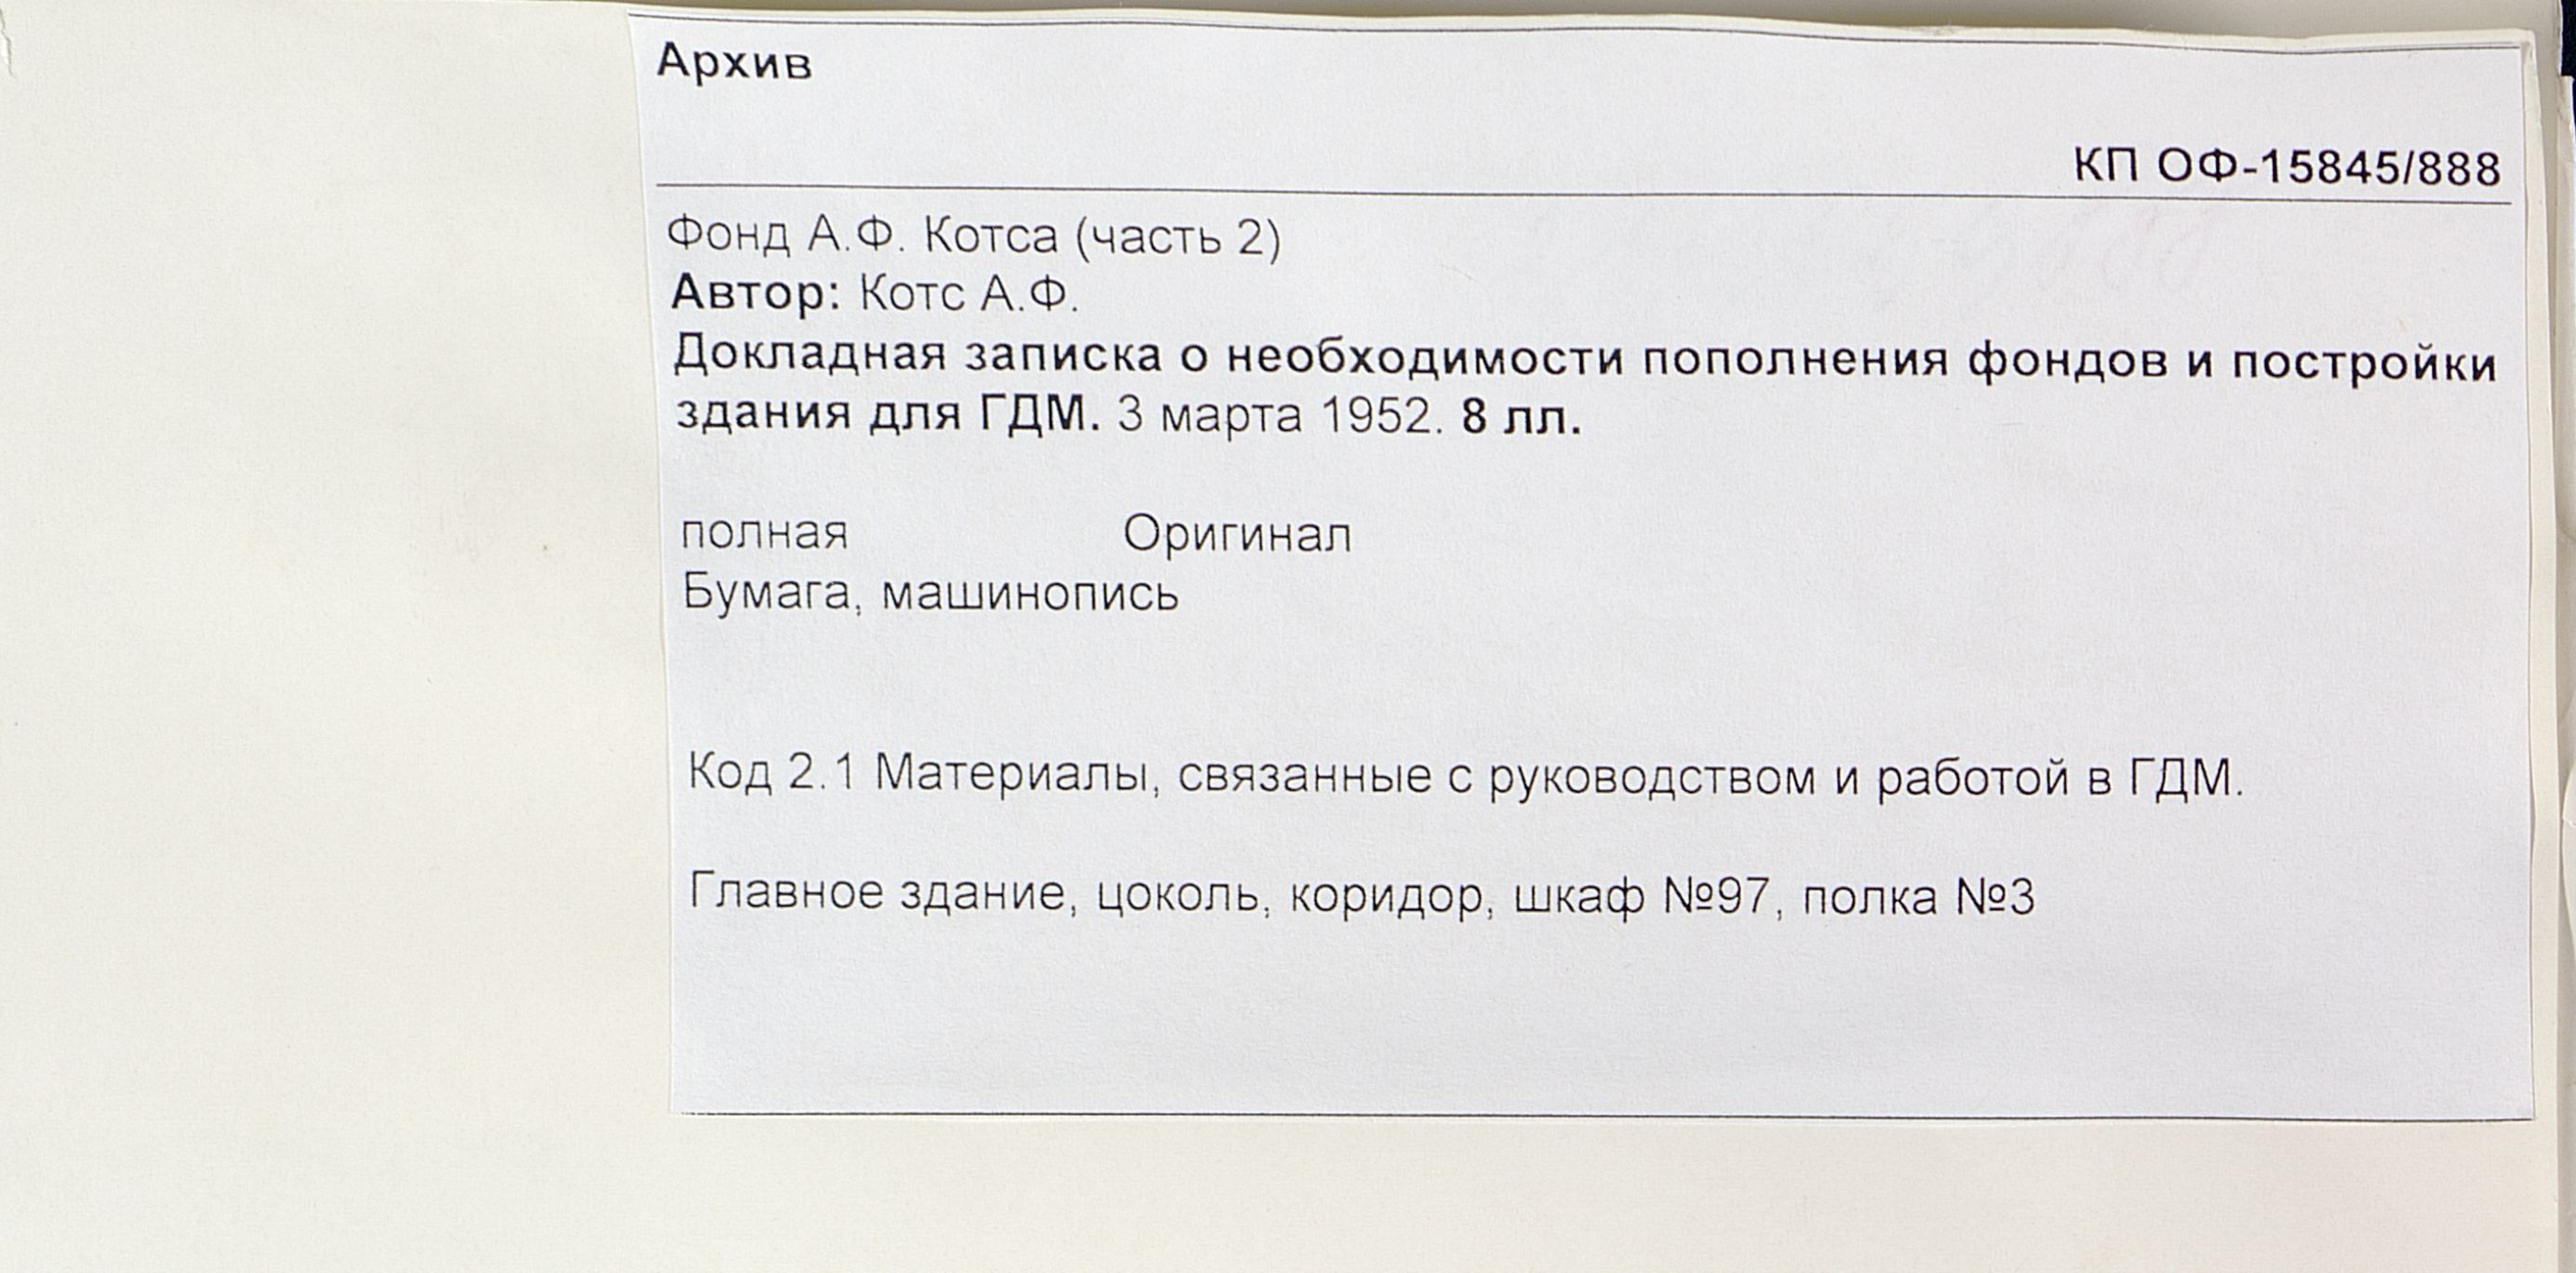 Архив
КП ОФ-15845/888
Фонд А.Ф. Котса (часть 2)
Автор: Котс А.Ф.
Докладная записка о необходимости пополнения фондов и постройки
здания для ГДМ. 3 марта 1952. 8 лл.
полная Оригинал
Бумага, машинопись
Код 2.1 Материалы, связанные с руководством и работой в ГДМ.
Главное здание, цоколь, коридор, шкаф №97, полка №3